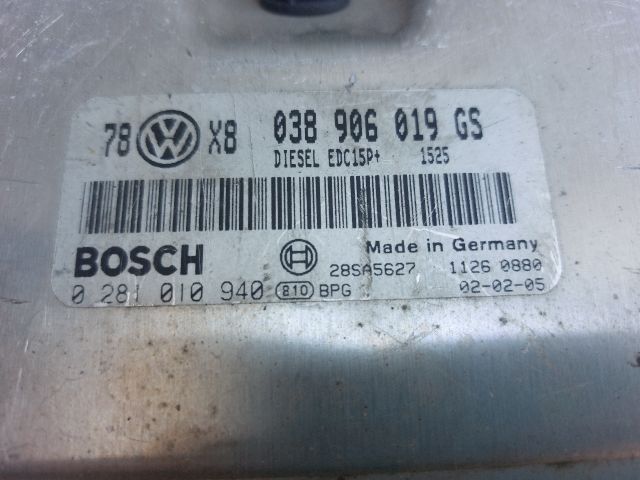 78 VW X8 038 906 019 GS
DIESEL EDC15P+ 1525
BOSCH Made in Germany
28SA5627 1126 0880
0 281 010 940 810 BPG 02-02-05